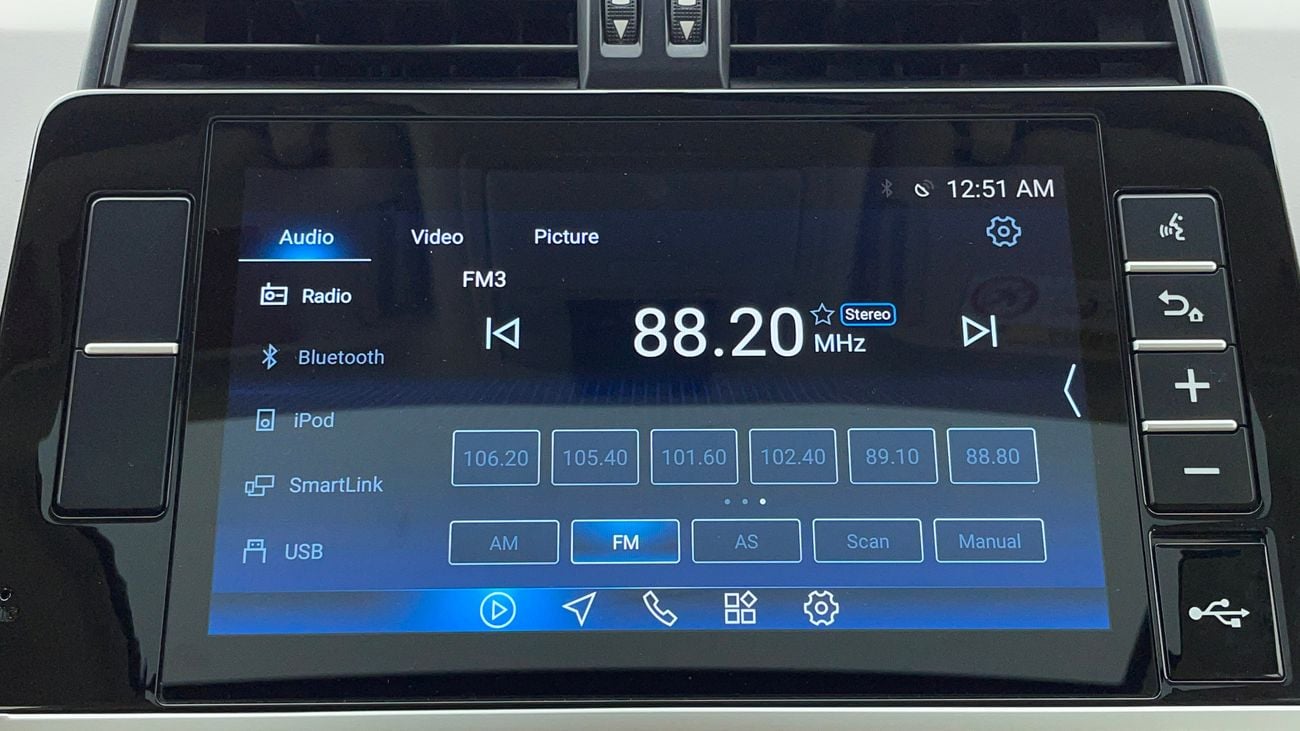 12:51 AM
Audio Video Picture
FM3
Radio
88.20 MHz Stereo
Bluetooth
iPod
106.20 105.40 101.60 102.40 89.10 88.80
SmartLink
AM FM AS Scan Manual
USB